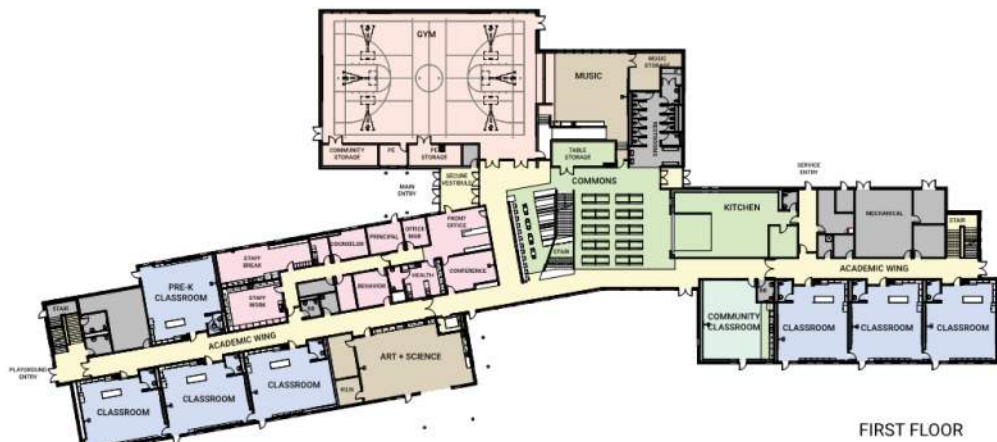 GYM
MUSIC
MUSIC
STORAGE
RESTROOMS
COMMUNITY
STORAGE
PE
PE
STORAGE
TABLE
STORAGE
SECURE
VESTIBULE
MAIN
ENTRY
COMMONS
SERVICE
ENTRY
KITCHEN
MECHANICAL
STAIR
FRONT
OFFICE
OFFICE
MGR
PRINCIPAL
COUNSELOR
STAFF
BREAK
STAIR
CONFERENCE
HEALTH
BEHAVIOR
ACADEMIC WING
PRE-K
CLASSROOM
STAFF
WORK
STAIR
COMMUNITY
CLASSROOM
CLASSROOM
CLASSROOM
CLASSROOM
ACADEMIC WING
ART + SCIENCE
KILN
PLAYGROUND
ENTRY
CLASSROOM
CLASSROOM
CLASSROOM
FIRST FLOOR